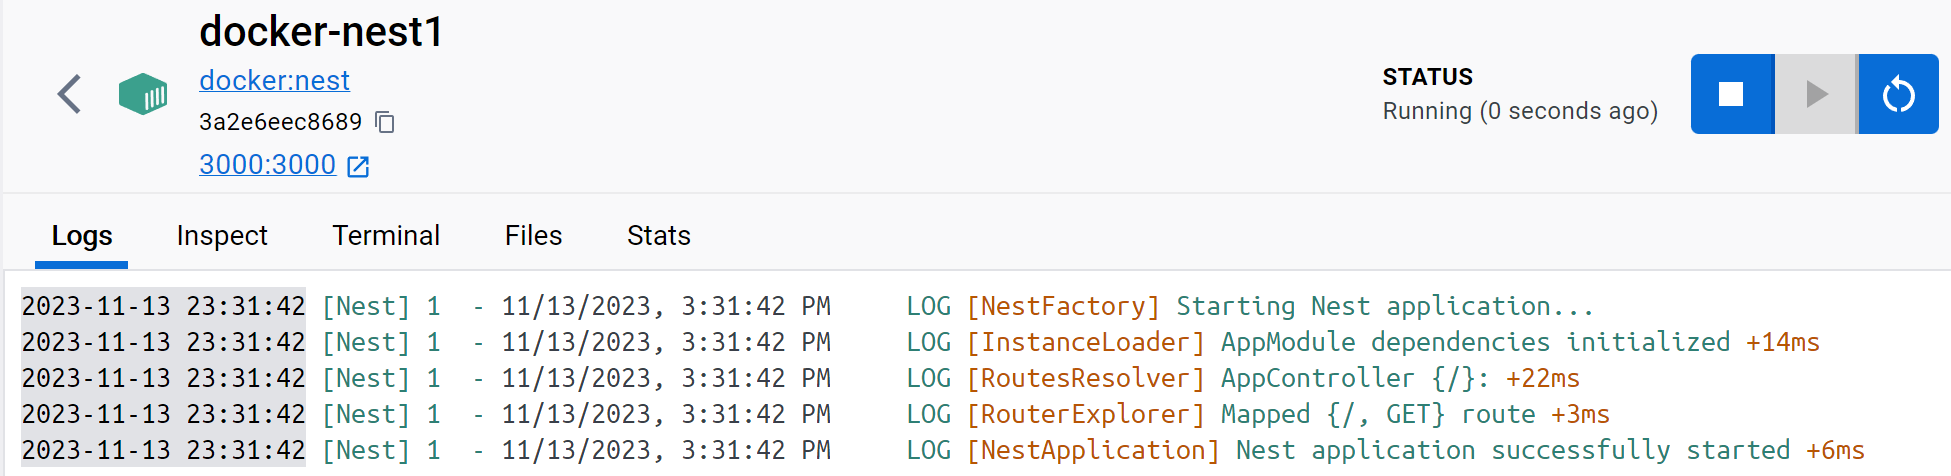 docker-nest1
docker:nest
3a2e6eec8689
3000:3000
STATUS
Running (0 seconds ago)
Logs Inspect Terminal Files Stats
2023-11-13 23:31:42 [Nest] 1  - 11/13/2023, 3:31:42 PM     LOG [NestFactory] Starting Nest application...
2023-11-13 23:31:42 [Nest] 1  - 11/13/2023, 3:31:42 PM     LOG [InstanceLoader] AppModule dependencies initialized +14ms
2023-11-13 23:31:42 [Nest] 1  - 11/13/2023, 3:31:42 PM     LOG [RoutesResolver] AppController {/}: +22ms
2023-11-13 23:31:42 [Nest] 1  - 11/13/2023, 3:31:42 PM     LOG [RouterExplorer] Mapped {/, GET} route +3ms
2023-11-13 23:31:42 [Nest] 1  - 11/13/2023, 3:31:42 PM     LOG [NestApplication] Nest application successfully started +6ms